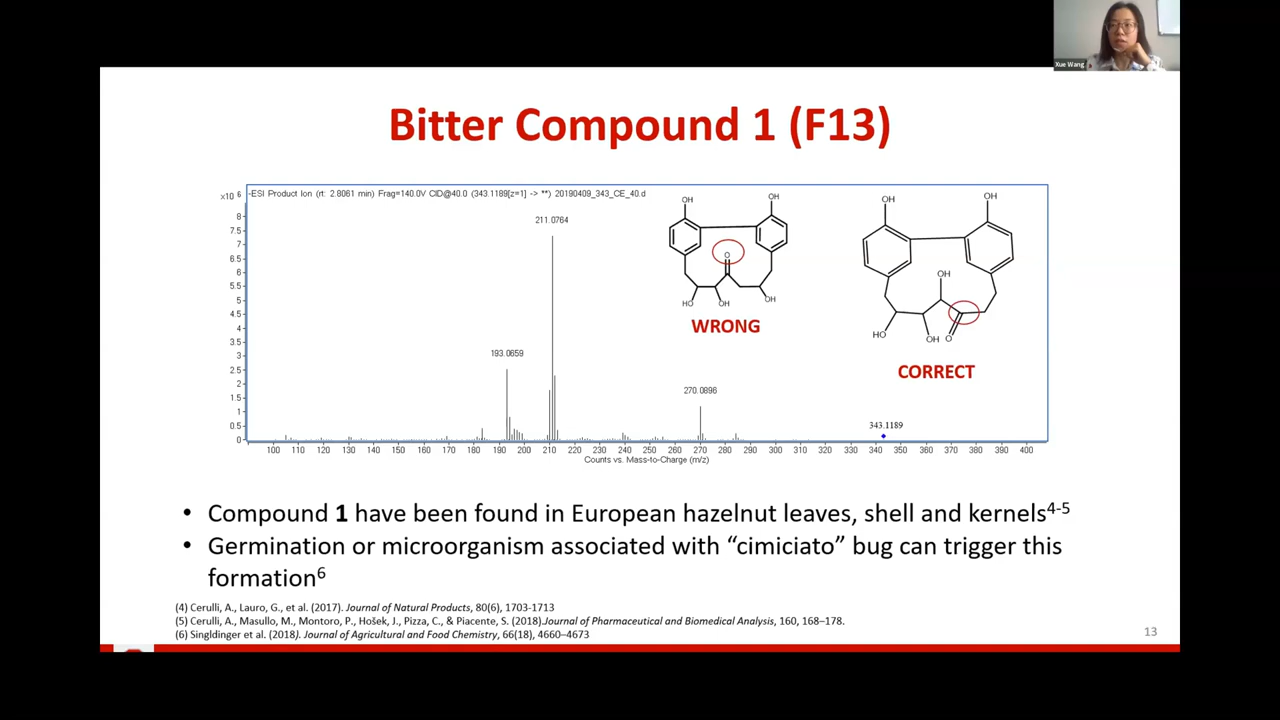 Xue Wang
Bitter Compound 1 (F13)
x10 6
-ESI Product Ion (rt: 2.8061 min) Frag=140.0V CID@40.0 (343.1189[z=1] -> **) 20190409_343_CE_40.d
8
7.5
7
6.5
6
5.5
5
4.5
4
3.5
3
2.5
2
1.5
1
0.5
0
211.0764
193.0659
270.0896
343.1189
OH OH
O
HO OH OH
WRONG
OH OH
OH
HO OH O
CORRECT
100 110 120 130 140 150 160 170 180 190 200 210 220 230 240 250 260 270 280 290 300 310 320 330 340 350 360 370 380 390 400
Counts vs. Mass-to-Charge (m/z)
• Compound 1 have been found in European hazelnut leaves, shell and kernels4-5
• Germination or microorganism associated with “cimiciato” bug can trigger this
formation6
(4) Cerulli, A., Lauro, G., et al. (2017). Journal of Natural Products, 80(6), 1703-1713
(5) Cerulli, A., Masullo, M., Montoro, P., Hošek, J., Pizza, C., & Piacente, S. (2018).Journal of Pharmaceutical and Biomedical Analysis, 160, 168–178.
(6) Singldinger et al. (2018). Journal of Agricultural and Food Chemistry, 66(18), 4660–4673
13